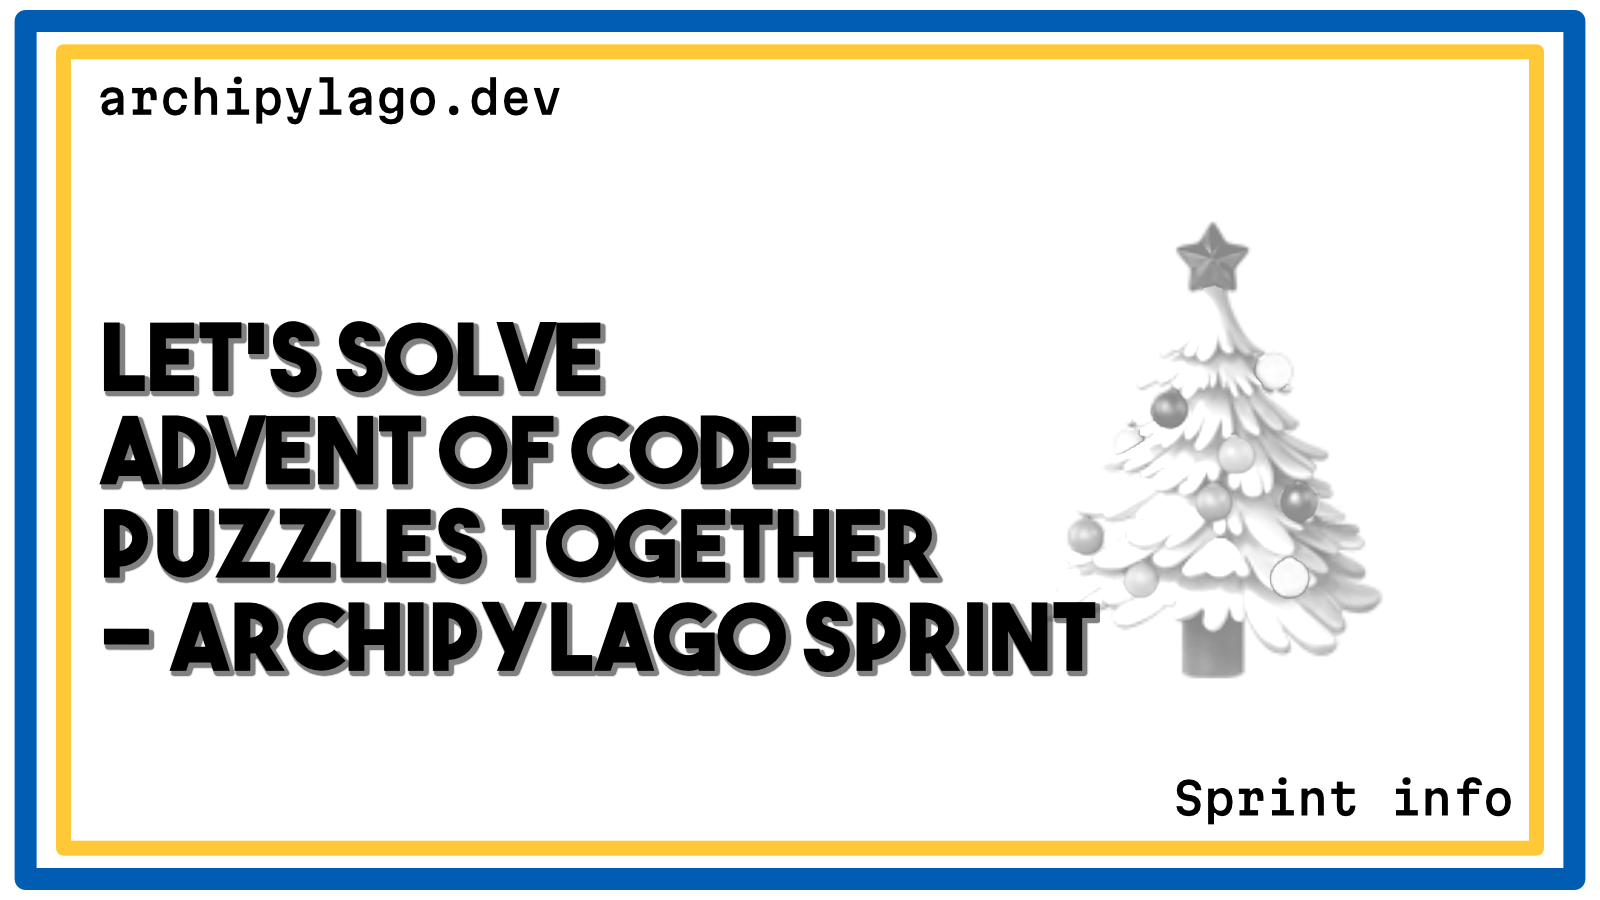 archipylago.dev
LET'S SOLVE
ADVENT OF CODE
PUZZLES TOGETHER
– ARCHIPYLAGO SPRINT
Sprint info